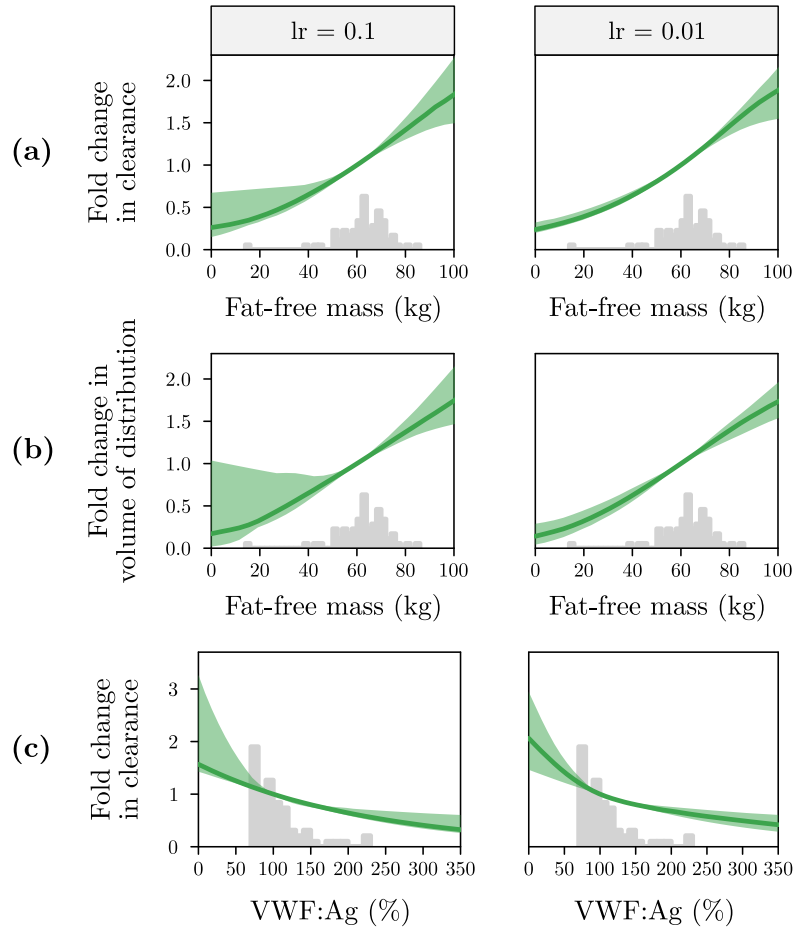 lr = 0.1
lr = 0.01
(a)
Fold change
in clearance
2.0
1.5
1.0
0.5
0.0
0 20 40 60 80 100
0 20 40 60 80 100
Fat-free mass (kg)
Fat-free mass (kg)
(b)
Fold change in
volume of distribution
2.0
1.5
1.0
0.5
0.0
0 20 40 60 80 100
0 20 40 60 80 100
Fat-free mass (kg)
Fat-free mass (kg)
(c)
Fold change
in clearance
3
2
1
0
0 50 100 150 200 250 300 350
0 50 100 150 200 250 300 350
VWF:Ag (%)
VWF:Ag (%)